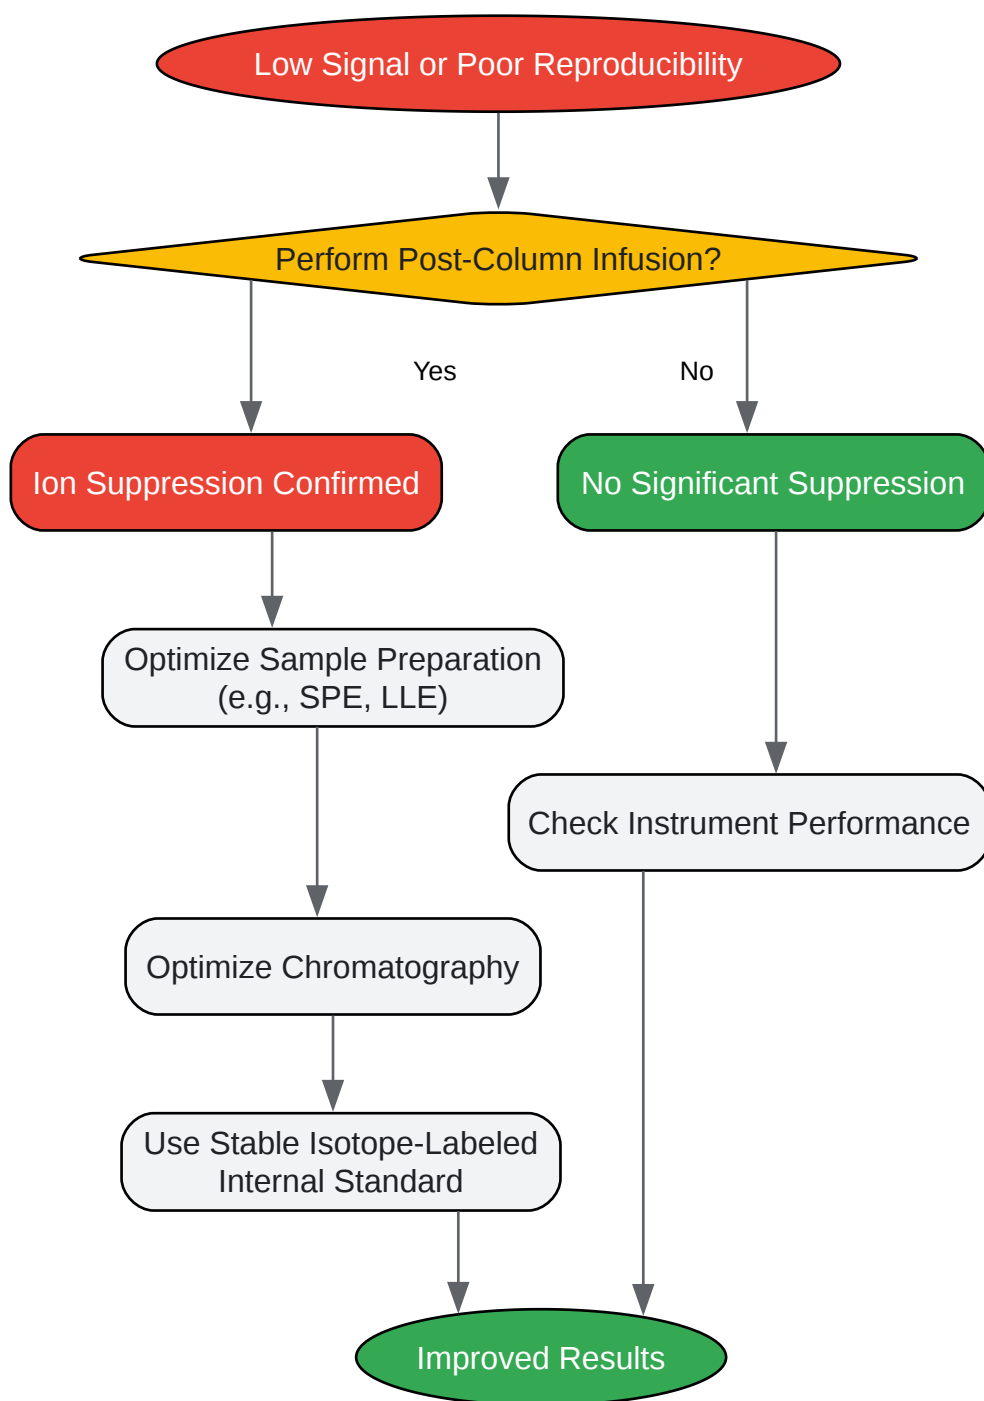 Low Signal or Poor Reproducibility
Perform Post-Column Infusion?
Yes
No
Ion Suppression Confirmed
No Significant Suppression
Optimize Sample Preparation
(e.g., SPE, LLE)
Check Instrument Performance
Optimize Chromatography
Use Stable Isotope-Labeled
Internal Standard
Improved Results